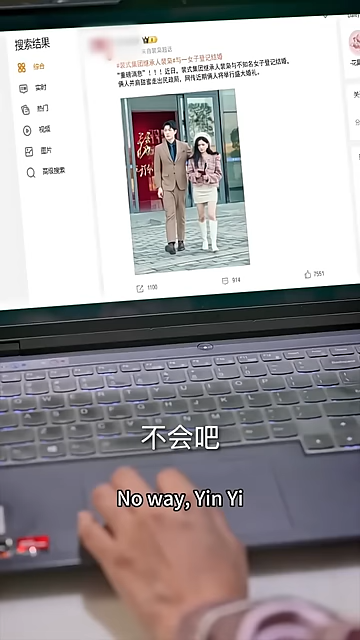 搜索结果
综合
实时
热门
视频
图片
高级搜索
#裴式集团继承人裴枭#与一女子登记结婚
“重磅消息”！！！近日，裴式集团继承人裴枭与不知名女子登记结婚。
俩人并肩甜蜜走出民政局，网传近期俩人将举行盛大婚礼。
1100
914
7551
不会吧
No way, Yin Yi